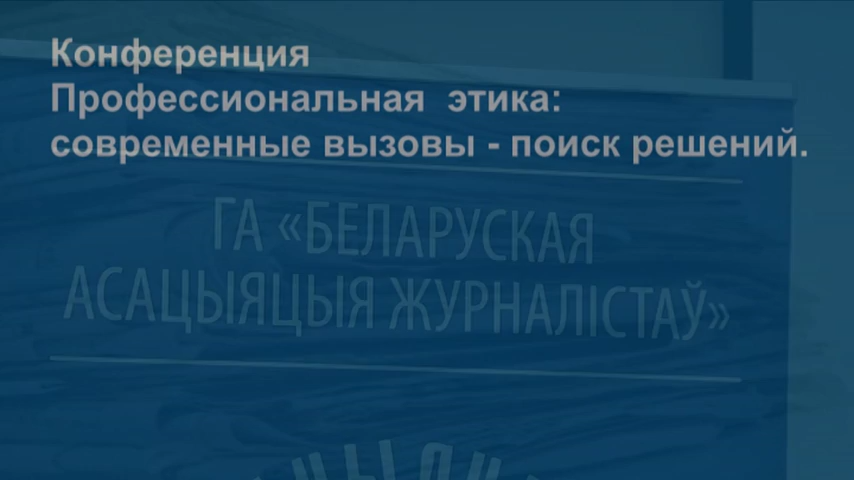 Конференция
Профессиональная этика:
современные вызовы - поиск решений.
ГА «БЕЛАРУСКАЯ
АСАЦЫЯЦЫЯ ЖУРНАЛІСТАЎ»